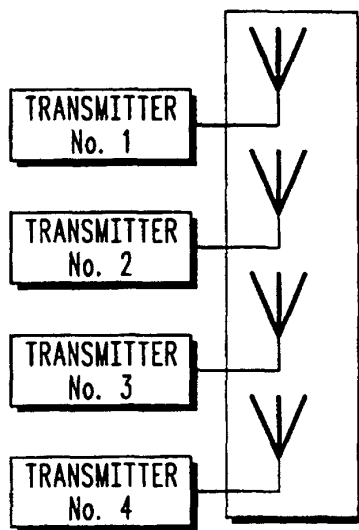 TRANSMITTER
No. 1
TRANSMITTER
No. 2
TRANSMITTER
No. 3
TRANSMITTER
No. 4